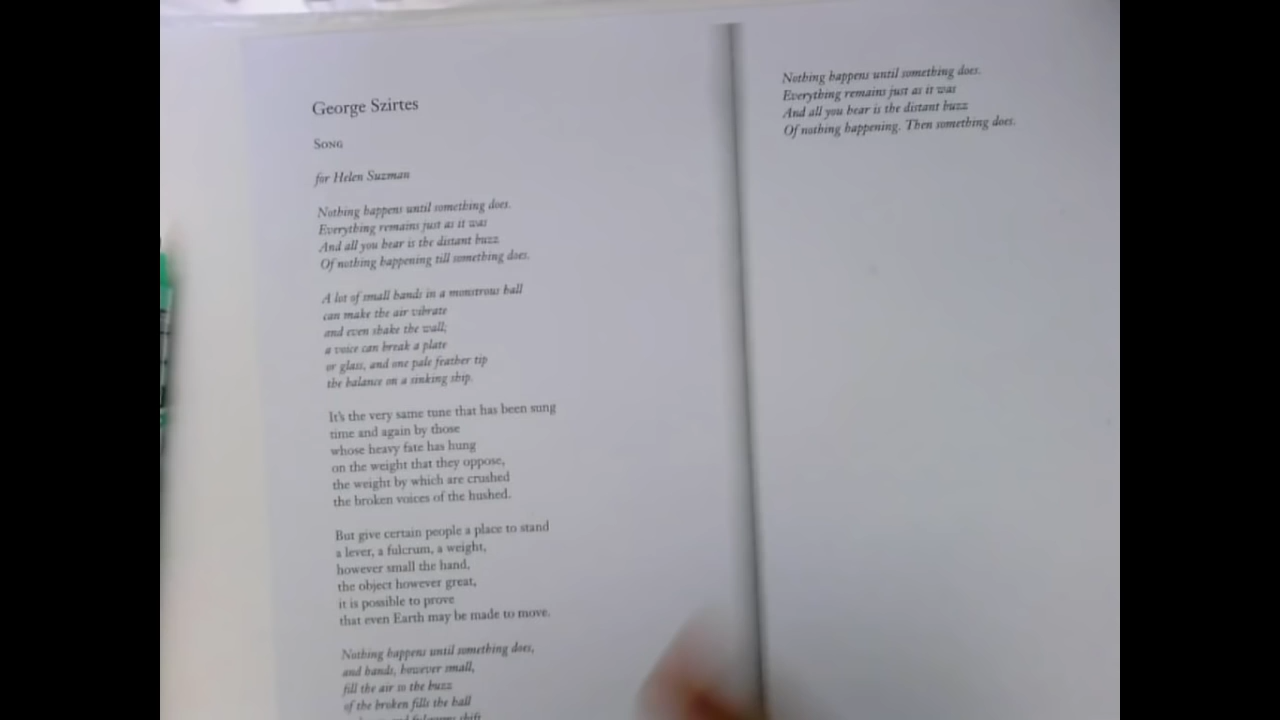 George Szirtes
SONG
for Helen Suzman
Nothing happens until something does.
Everything remains just as it was
And all you hear is the distant buzz
Of nothing happening till something does.
A lot of small hands in a monstrous hall
can make the air vibrate
and even shake the wall;
a voice can break a plate
or glass, and one pale feather tip
the balance on a sinking ship.
It's the very same tune that has been sung
time and again by those
whose heavy fate has hung
on the weight that they oppose,
the weight by which are crushed
the broken voices of the hushed.
But give certain people a place to stand
a lever, a fulcrum, a weight,
however small the hand,
the object however great,
it is possible to prove
that even Earth may be made to move.
Nothing happens until something does,
and hands, however small,
fill the air so the buzz
of the broken fills the hall
and fulcrums shift
Nothing happens until something does.
Everything remains just as it was
And all you hear is the distant buzz
Of nothing happening. Then something does.